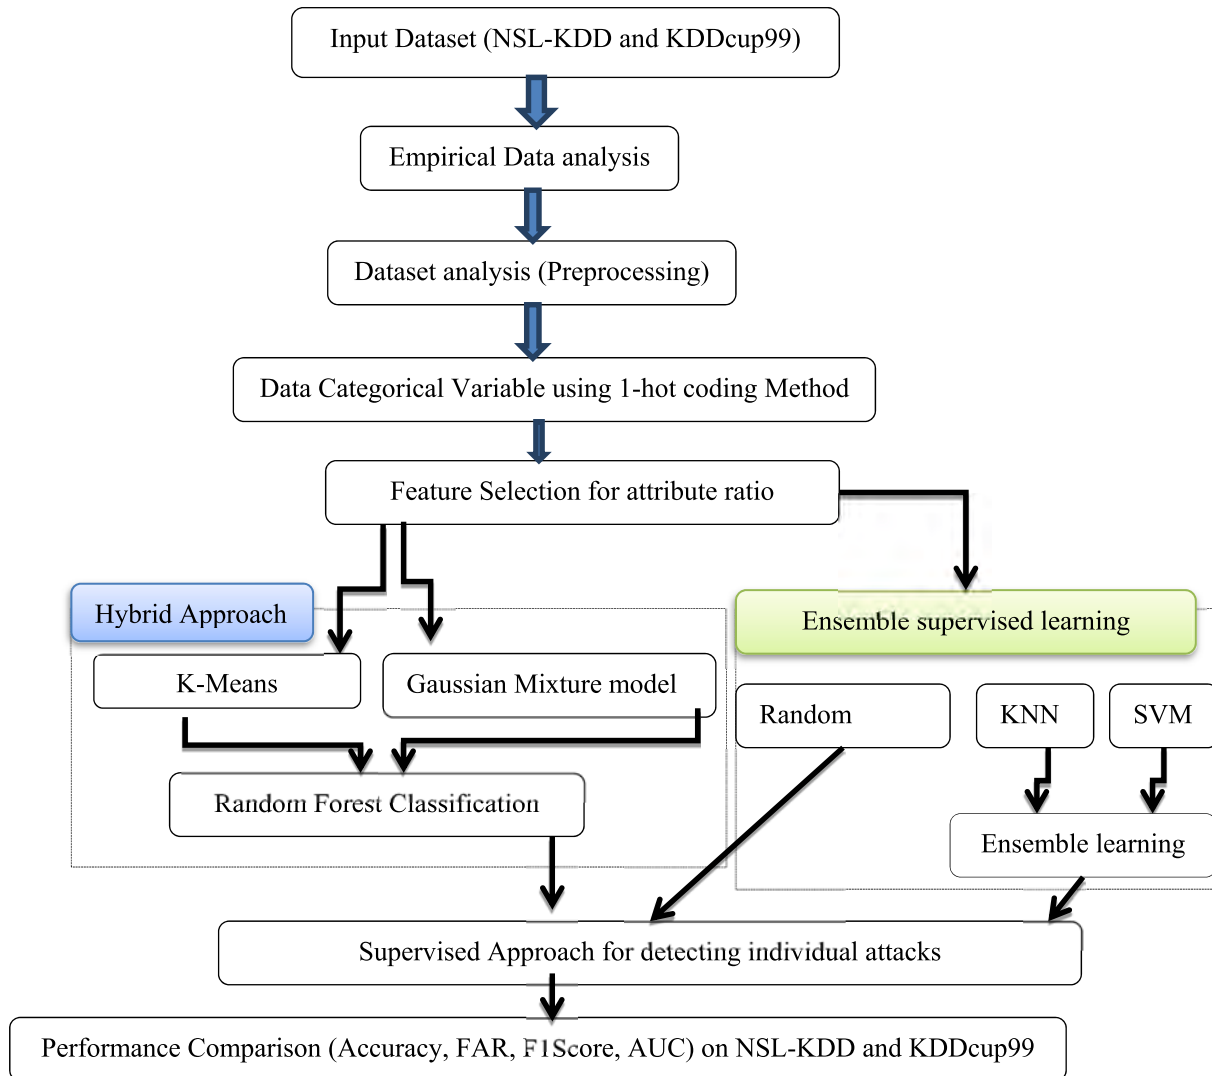 Input Dataset (NSL-KDD and KDDcup99)
Empirical Data analysis
Dataset analysis (Preprocessing)
Data Categorical Variable using 1-hot coding Method
Feature Selection for attribute ratio
Hybrid Approach
Ensemble supervised learning
K-Means
Gaussian Mixture model
Random
KNN
SVM
Random Forest Classification
Ensemble learning
Supervised Approach for detecting individual attacks
Performance Comparison (Accuracy, FAR, F1Score, AUC) on NSL-KDD and KDDcup99